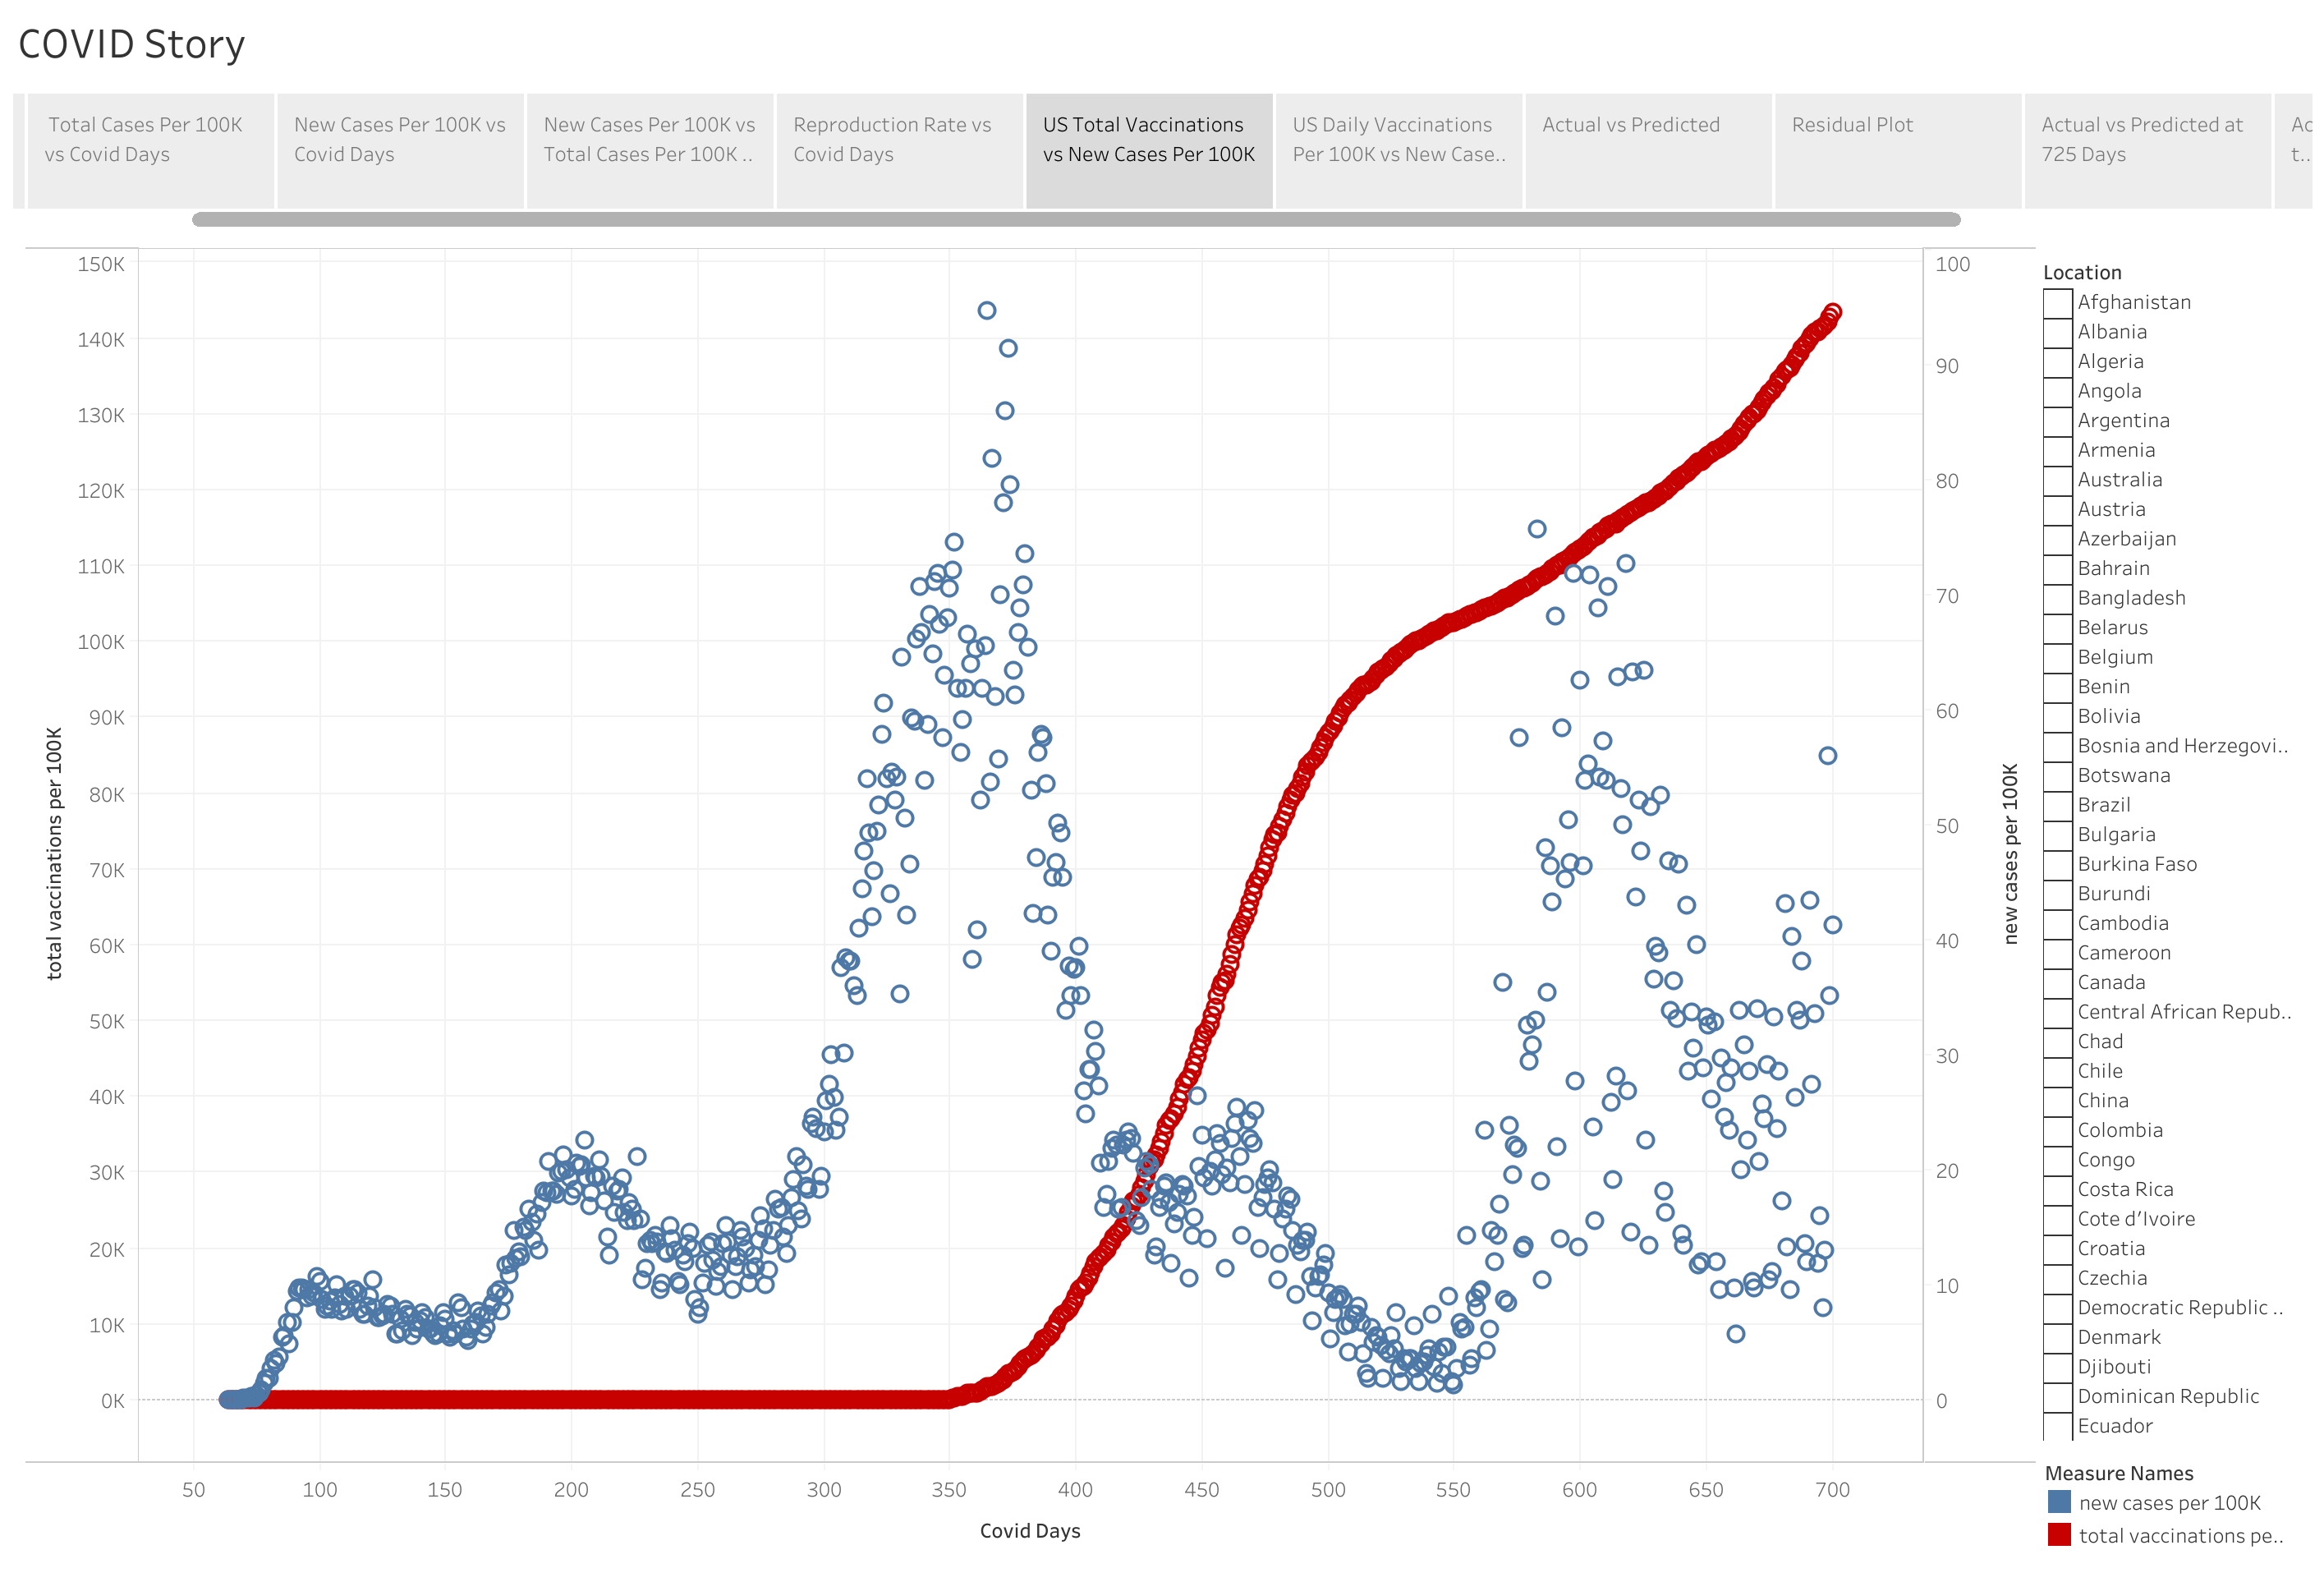 COVID Story
Total Cases Per 100K
vs Covid Days
New Cases Per 100K vs
Covid Days
New Cases Per 100K vs
Total Cases Per 100K ..
Reproduction Rate vs
Covid Days
US Total Vaccinations
vs New Cases Per 100K
US Daily Vaccinations
Per 100K vs New Case..
Actual vs Predicted
Residual Plot
Actual vs Predicted at
725 Days
Ac
t..
150K
140K
130K
120K
110K
100K
90K
80K
70K
60K
50K
40K
30K
20K
10K
0K
total vaccinations per 100K
50
100
150
200
250
300
350
400
450
500
550
600
650
700
Covid Days
100
90
80
70
60
50
40
30
20
10
0
new cases per 100K
Location
Afghanistan
Albania
Algeria
Angola
Argentina
Armenia
Australia
Austria
Azerbaijan
Bahrain
Bangladesh
Belarus
Belgium
Benin
Bolivia
Bosnia and Herzegovi..
Botswana
Brazil
Bulgaria
Burkina Faso
Burundi
Cambodia
Cameroon
Canada
Central African Repub..
Chad
Chile
China
Colombia
Congo
Costa Rica
Cote d'Ivoire
Croatia
Czechia
Democratic Republic ..
Denmark
Djibouti
Dominican Republic
Ecuador
Measure Names
new cases per 100K
total vaccinations pe..